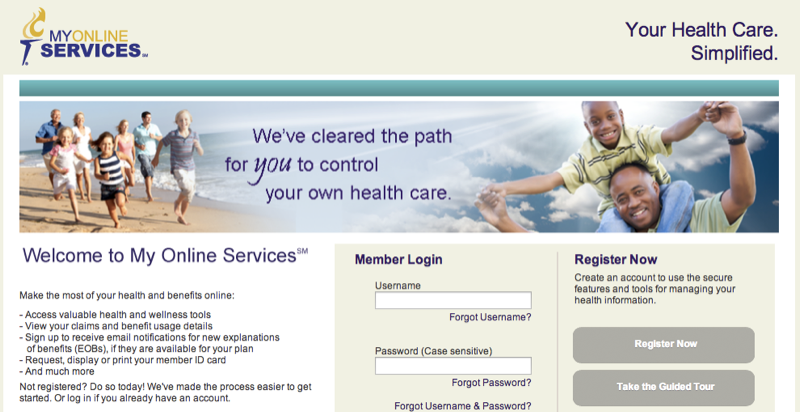 MYONLINE
SERVICES SM
Your Health Care.
Simplified.
We've cleared the path
for you to control
your own health care.
Welcome to My Online Services SM
Make the most of your health and benefits online:
- Access valuable health and wellness tools
- View your claims and benefit usage details
- Sign up to receive email notifications for new explanations
of benefits (EOBs), if they are available for your plan
- Request, display or print your member ID card
- And much more
Not registered? Do so today! We've made the process easier to get
started. Or log in if you already have an account.
Member Login
Username
Forgot Username?
Password (Case sensitive)
Forgot Password?
Forgot Username & Password?
Register Now
Create an account to use the secure
features and tools for managing your
health information.
Register Now
Take the Guided Tour